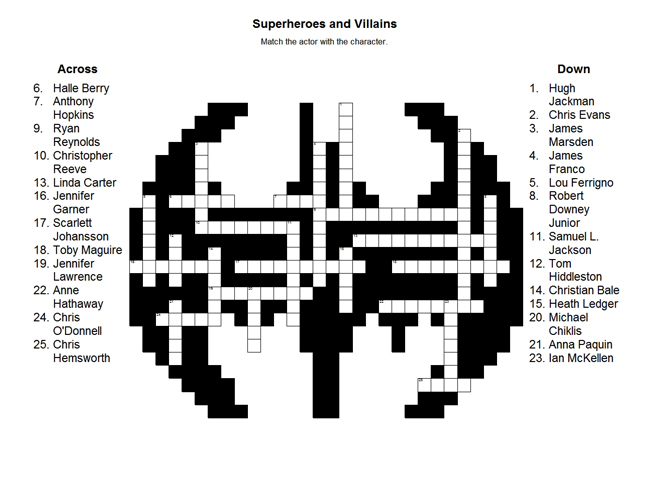 Superheroes and Villains
Match the actor with the character.
Across
6. Halle Berry
7. Anthony
Hopkins
9. Ryan
Reynolds
10. Christopher
Reeve
13. Linda Carter
16. Jennifer
Garner
17. Scarlett
Johansson
18. Toby Maguire
19. Jennifer
Lawrence
22. Anne
Hathaway
24. Chris
O'Donnell
25. Chris
Hemsworth
Down
1. Hugh
Jackman
2. Chris Evans
3. James
Marsden
4. James
Franco
5. Lou Ferrigno
8. Robert
Downey
Junior
11. Samuel L.
Jackson
12. Tom
Hiddleston
14. Christian Bale
15. Heath Ledger
20. Michael
Chiklis
21. Anna Paquin
23. Ian McKellen